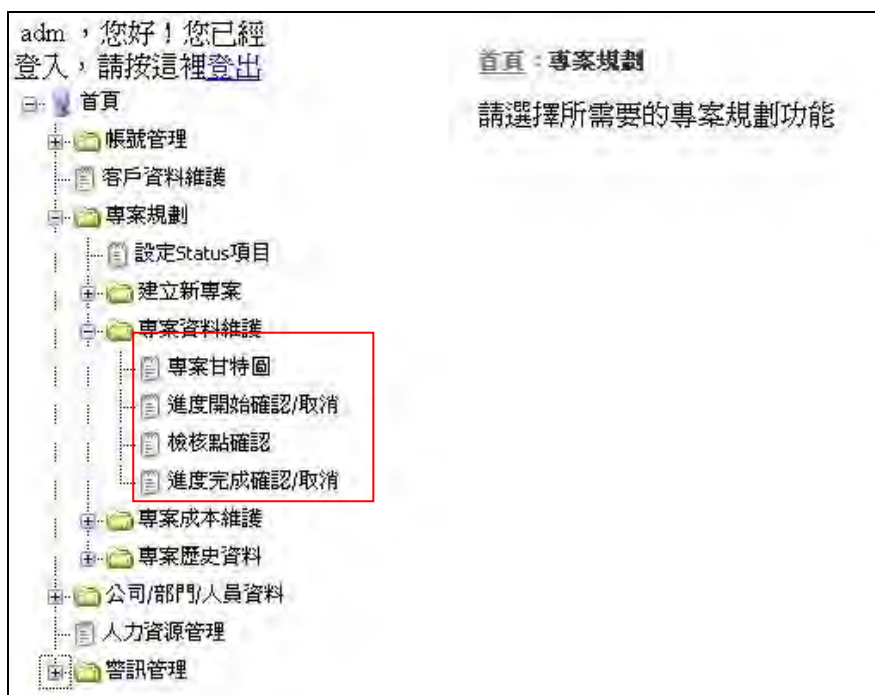 adm，您好！您已經
登入，請按這裡登出
首頁
帳號管理
客戶資料維護
專案規劃
設定Status項目
建立新專案
專案資料維護
專案甘特圖
進度開始確認/取消
檢核點確認
進度完成確認/取消
專案成本維護
專案歷史資料
公司/部門/人員資料
人力資源管理
警訊管理
首頁：專案規劃
請選擇所需要的專案規劃功能